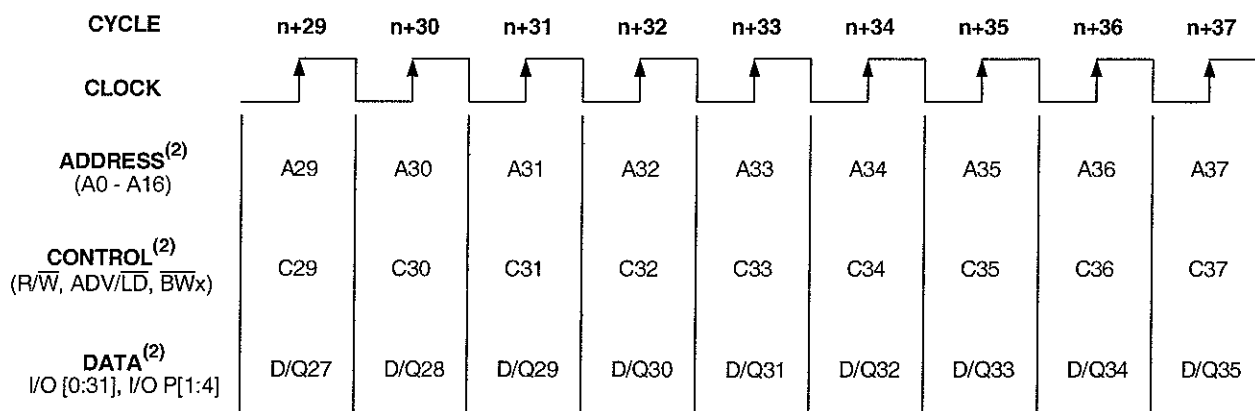 CYCLE n+29 n+30 n+31 n+32 n+33 n+34 n+35 n+36 n+37
CLOCK
ADDRESS(2)
(A0 - A16) A29 A30 A31 A32 A33 A34 A35 A36 A37
CONTROL(2)
(R/W̅, ADV/L̅D̅, B̅W̅x) C29 C30 C31 C32 C33 C34 C35 C36 C37
DATA(2)
I/O [0:31], I/O P[1:4] D/Q27 D/Q28 D/Q29 D/Q30 D/Q31 D/Q32 D/Q33 D/Q34 D/Q35